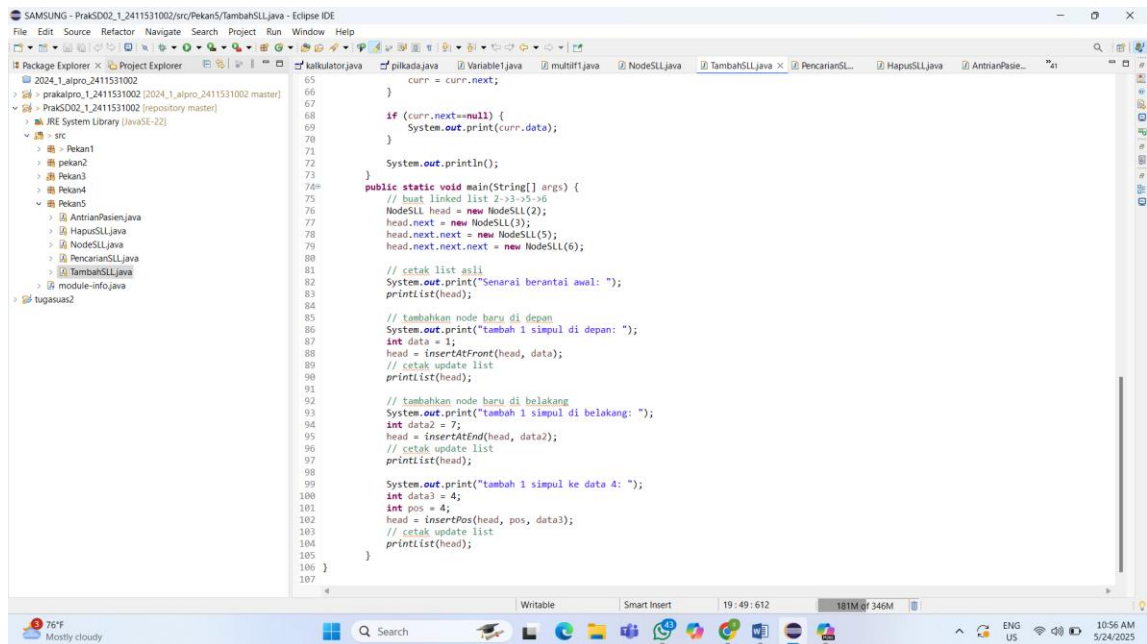 SAMSUNG - PrakSD02_1_2411531002/src/Pekan5/TambahSLL.java - Eclipse IDE
File Edit Source Refactor Navigate Search Project Run Window Help
Package Explorer Project Explorer
kalkulator.java pilkada.java Variable1.java multiIf1.java NodeSLL.java TambahSLL.java PencarianSL... HapusSLL.java AntrianPasie... 41
2024_1_alpro_2411531002
> prakalpro_1_2411531002 [2024_1_alpro_2411531002 master]
> PrakSD02_1_2411531002 [repository master]
JRE System Library [JavaSE-22]
> src
> Pekan1
pekan2
Pekan3
Pekan4
Pekan5
AntrianPasien.java
HapusSLL.java
NodeSLL.java
PencarianSLL.java
TambahSLL.java
module-info.java
tugasuas2
65 curr = curr.next;
66 }
67
68 if (curr.next==null) {
69 System.out.print(curr.data);
70 }
71
72 System.out.println();
73 }
74 public static void main(String[] args) {
75 // buat linked list 2->3->5->6
76 NodeSLL head = new NodeSLL(2);
77 head.next = new NodeSLL(3);
78 head.next.next = new NodeSLL(5);
79 head.next.next.next = new NodeSLL(6);
80
81 // cetak list asli
82 System.out.print("Senarai berantai awal: ");
83 printList(head);
84
85 // tambahkan node baru di depan
86 System.out.print("tambah 1 simpul di depan: ");
87 int data = 1;
88 head = insertAtFront(head, data);
89 // cetak update list
90 printList(head);
91
92 // tambahkan node baru di belakang
93 System.out.print("tambah 1 simpul di belakang: ");
94 int data2 = 7;
95 head = insertAtEnd(head, data2);
96 // cetak update list
97 printList(head);
98
99 System.out.print("tambah 1 simpul ke data 4: ");
100 int data3 = 4;
101 int pos = 4;
102 head = insertPos(head, pos, data3);
103 // cetak update list
104 printList(head);
105 }
106 }
107
Writable Smart Insert 19 : 49 : 612 181M of 346M
3
76°F
Mostly cloudy
Search
ENG
US
10:56 AM
5/24/2025